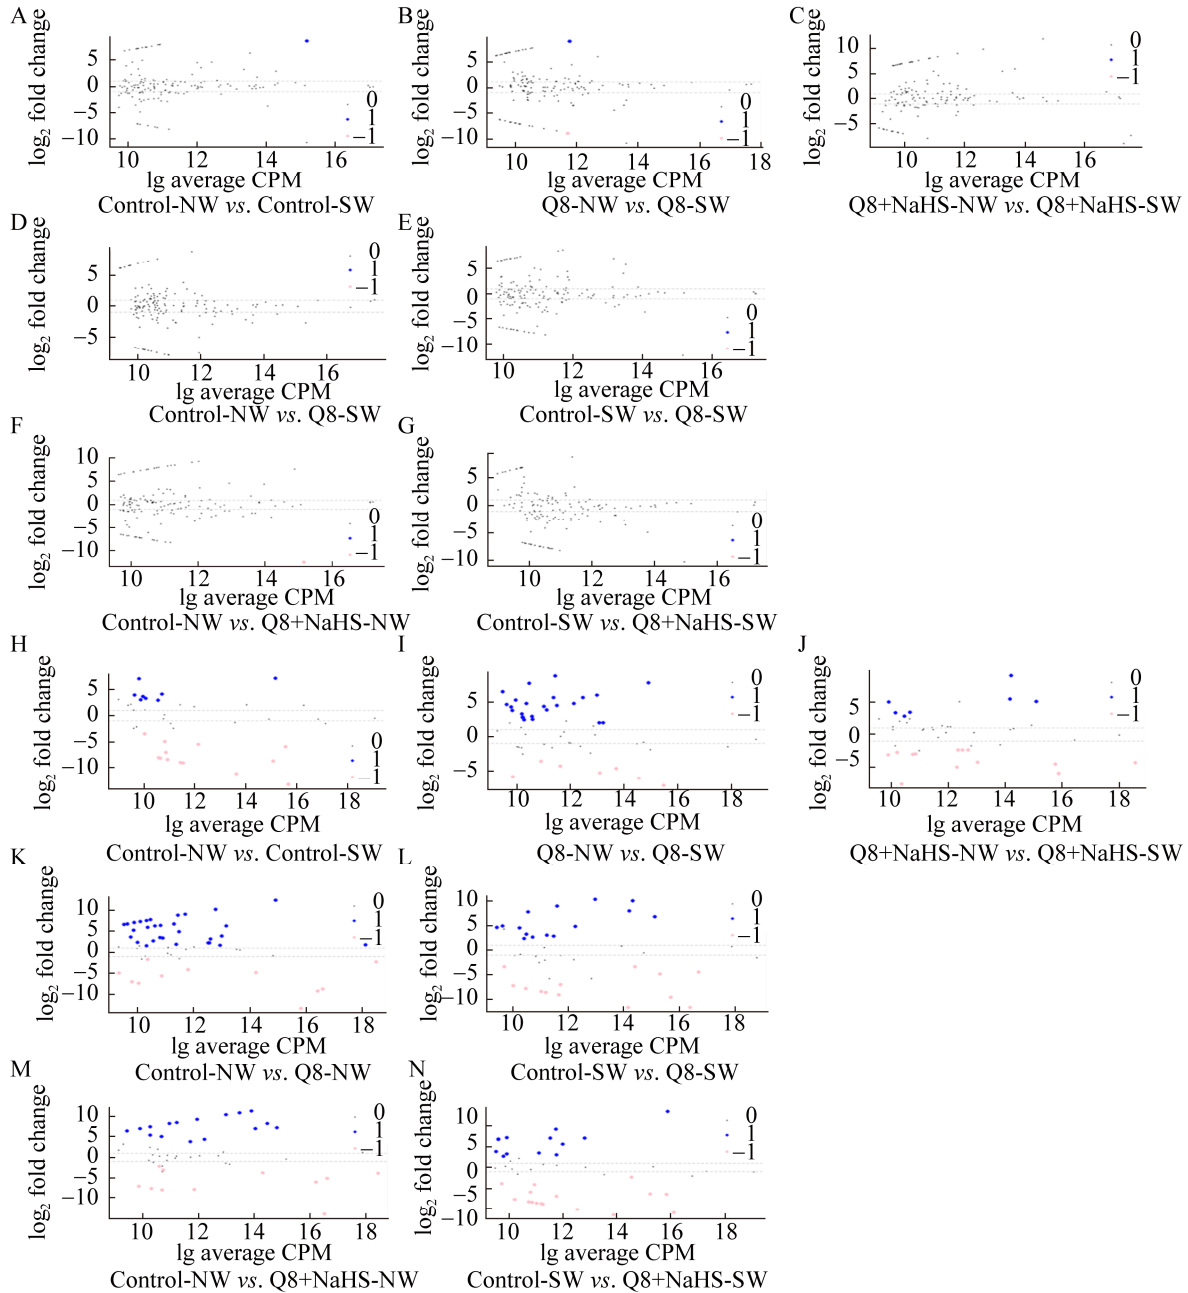 A
log2 fold change
5
0
−5
−10
0
1
−1
10 12 14 16
lg average CPM
Control-NW vs. Control-SW
B
log2 fold change
5
0
−5
−10
0
1
−1
10 12 14 16 18
lg average CPM
Q8-NW vs. Q8-SW
C
log2 fold change
10
5
0
−5
0
1
−1
10 12 14 16
lg average CPM
Q8+NaHS-NW vs. Q8+NaHS-SW
D
log2 fold change
5
0
−5
0
1
−1
10 12 14 16
lg average CPM
Control-NW vs. Q8-SW
E
log2 fold change
5
0
−5
−10
0
1
−1
10 12 14 16
lg average CPM
Control-SW vs. Q8-SW
F
log2 fold change
10
5
0
−5
−10
0
1
−1
10 12 14 16
lg average CPM
Control-NW vs. Q8+NaHS-NW
G
log2 fold change
5
0
−5
−10
0
1
−1
10 12 14 16
lg average CPM
Control-SW vs. Q8+NaHS-SW
H
log2 fold change
5
0
−5
−10
0
1
−1
10 12 14 16 18
lg average CPM
Control-NW vs. Control-SW
I
log2 fold change
5
0
−5
0
1
−1
10 12 14 16 18
lg average CPM
Q8-NW vs. Q8-SW
J
log2 fold change
5
0
−5
0
1
−1
10 12 14 16 18
lg average CPM
Q8+NaHS-NW vs. Q8+NaHS-SW
K
log2 fold change
10
5
0
−5
−10
0
1
−1
10 12 14 16 18
lg average CPM
Control-NW vs. Q8-NW
L
log2 fold change
10
5
0
−5
−10
0
1
−1
10 12 14 16 18
lg average CPM
Control-SW vs. Q8-SW
M
log2 fold change
10
5
0
−5
−10
0
1
−1
10 12 14 16 18
lg average CPM
Control-NW vs. Q8+NaHS-NW
N
log2 fold change
10
5
0
−5
−10
0
1
−1
10 12 14 16 18
lg average CPM
Control-SW vs. Q8+NaHS-SW